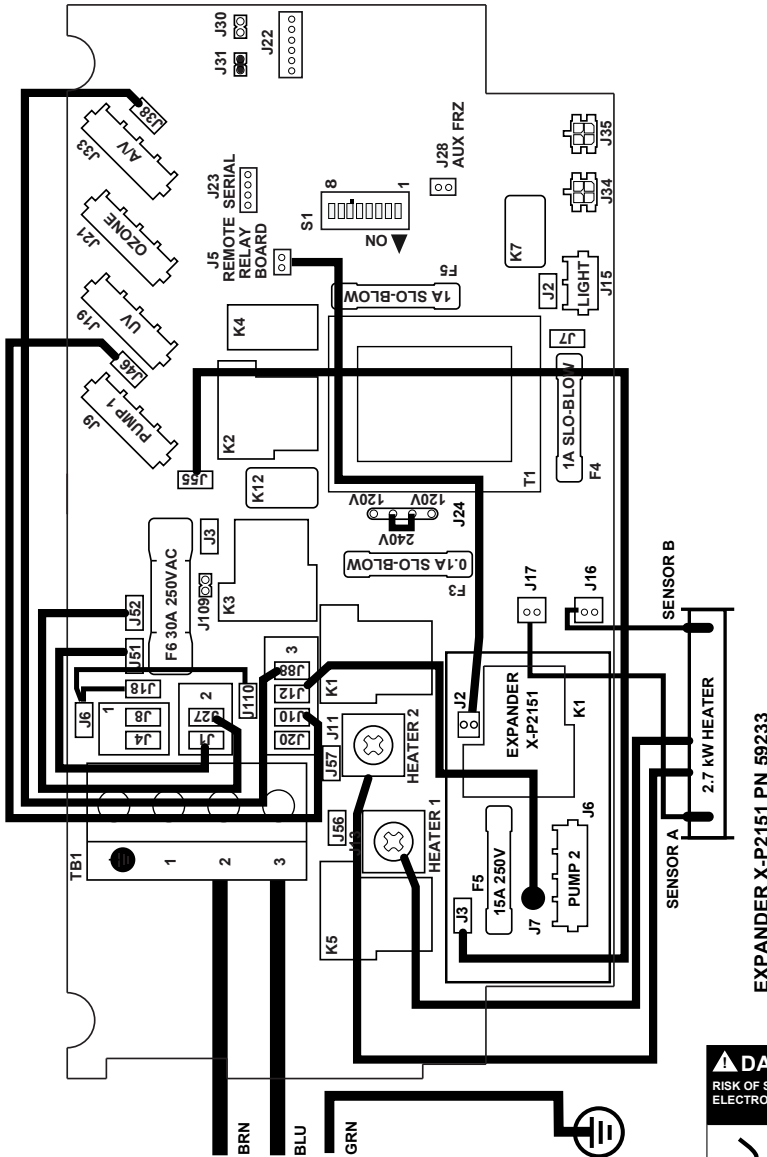 J30
J31
J22
J38
J33
A/V
J23
SERIAL
J21
OZONE
J5
REMOTE
RELAY
BOARD
S1
8
1
ON
J28
AUX FRZ
J35
J34
J19
UV
J46
K4
F5
1A SLO-BLOW
K7
J2
LIGHT
J15
J9
PUMP 1
K2
J7
1A SLO-BLOW
F4
T1
J55
K12
120V
120V
240V
J24
J3
F6 30A 250VAC
J109
K3
0.1A SLO-BLOW
F3
J52
J51
J18
J6
J110
1
J8
J4
2
J27
J1
3
J88
J12
J10
J20
K1
J11
J57
HEATER 2
J56
J13
HEATER 1
K5
TB1
1
2
3
J17
J16
J2
EXPANDER
X-P2151
K1
F5
15A 250V
J3
J7
J6
PUMP 2
SENSOR B
2.7 kW HEATER
SENSOR A
BRN
BLU
GRN
EXPANDER X-P2151 PN 59233
DA
RISK OF S
ELECTRO